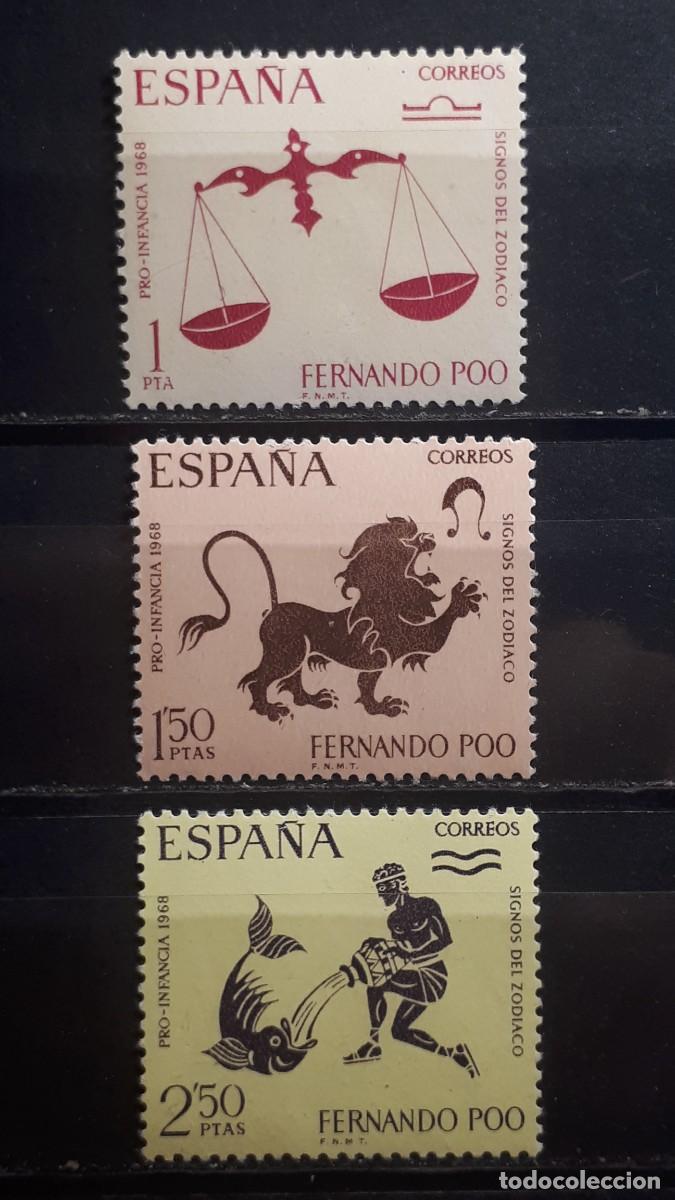 ESPAÑA
CORREOS
PRO-INFANCIA 1968
SIGNOS DEL ZODIACO
1
PTA
FERNANDO POO
F. N. M. T.
ESPAÑA
CORREOS
PRO-INFANCIA 1968
SIGNOS DEL ZODIACO
1'50
PTAS
FERNANDO POO
F. N. M. T.
ESPAÑA
CORREOS
PRO-INFANCIA 1968
SIGNOS DEL ZODIACO
2'50
PTAS
FERNANDO POO
F. N. M. T.
todocoleccion